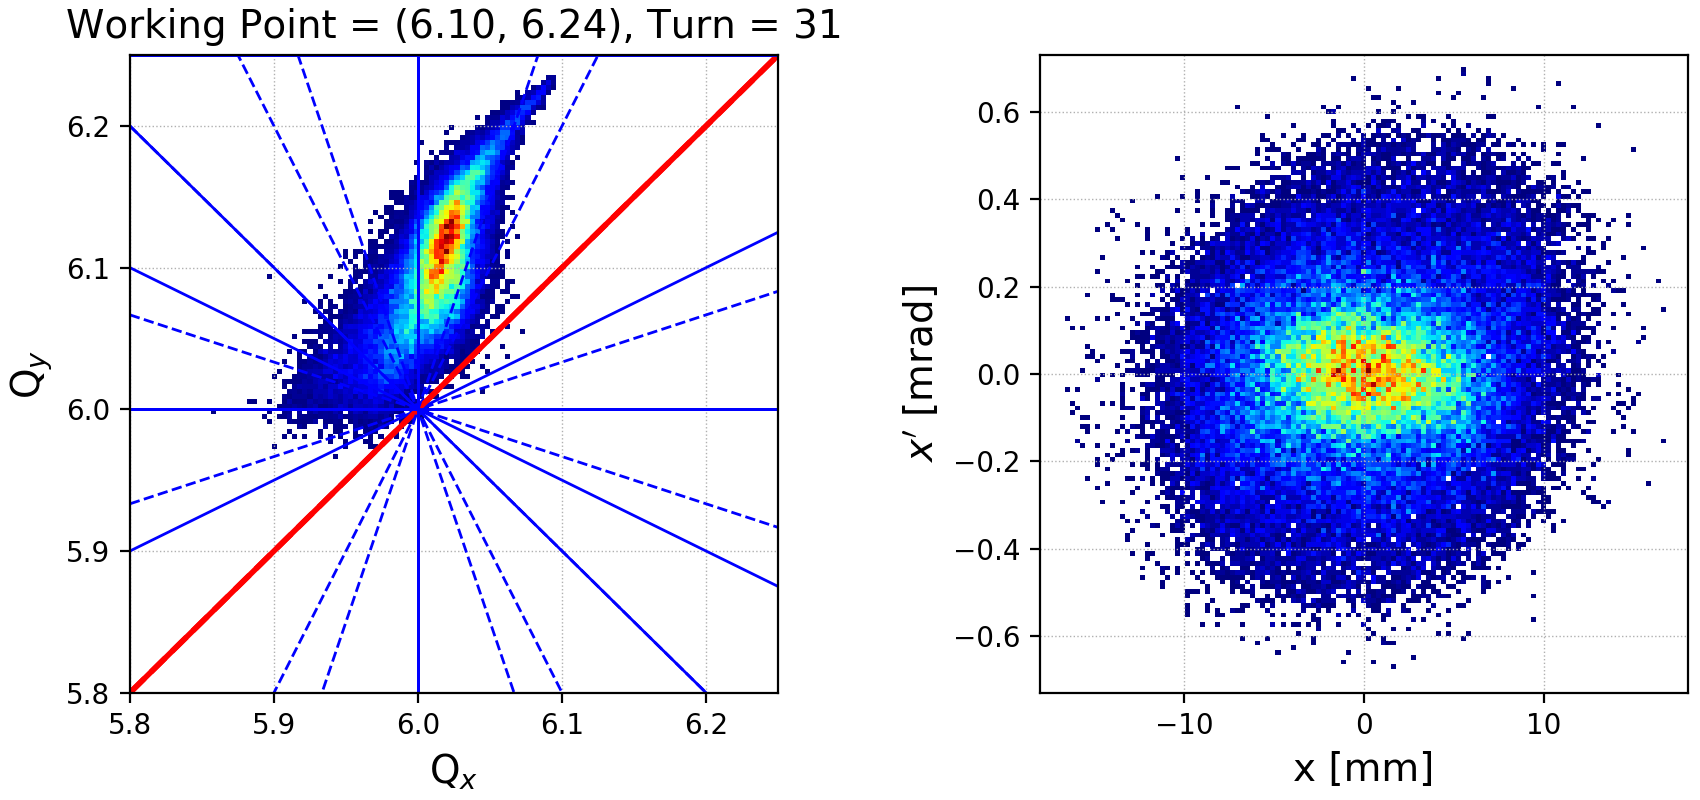 Working Point = (6.10, 6.24), Turn = 31
6.2
6.1
6.0
5.9
5.8
Q_y
5.8 5.9 6.0 6.1 6.2
Q_x
0.6
0.4
0.2
0.0
−0.2
−0.4
−0.6
x′ [mrad]
−10 0 10
x [mm]